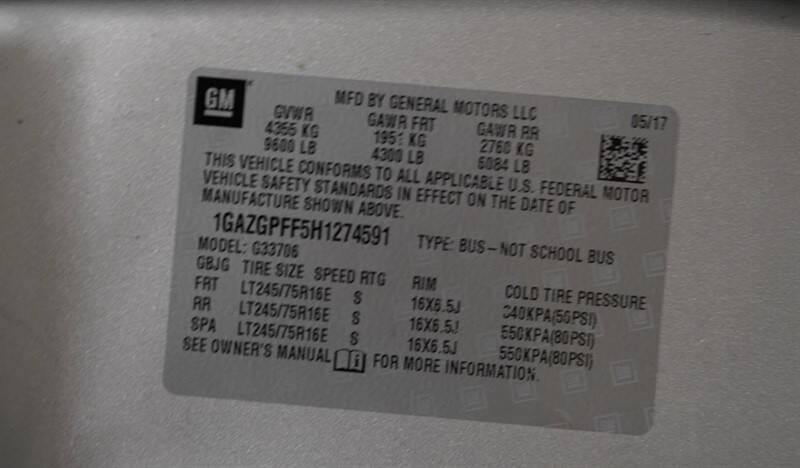 GM
MFD BY GENERAL MOTORS LLC 05/17
GVWR GAWR FRT GAWR RR
4355 KG 1951 KG 2760 KG
9600 LB 4300 LB 6084 LB
THIS VEHICLE CONFORMS TO ALL APPLICABLE U.S. FEDERAL MOTOR
VEHICLE SAFETY STANDARDS IN EFFECT ON THE DATE OF
MANUFACTURE SHOWN ABOVE.
1GAZGPFF5H1274591 TYPE: BUS-NOT SCHOOL BUS
MODEL: G33706
GBJG TIRE SIZE SPEED RTG RIM COLD TIRE PRESSURE
FRT LT245/75R16E S 16X6.5J 340KPA(50PSI)
RR LT245/75R16E S 16X6.5J 550KPA(80PSI)
SPA LT245/75R16E S 16X6.5J 550KPA(80PSI)
SEE OWNER'S MANUAL FOR MORE INFORMATION.